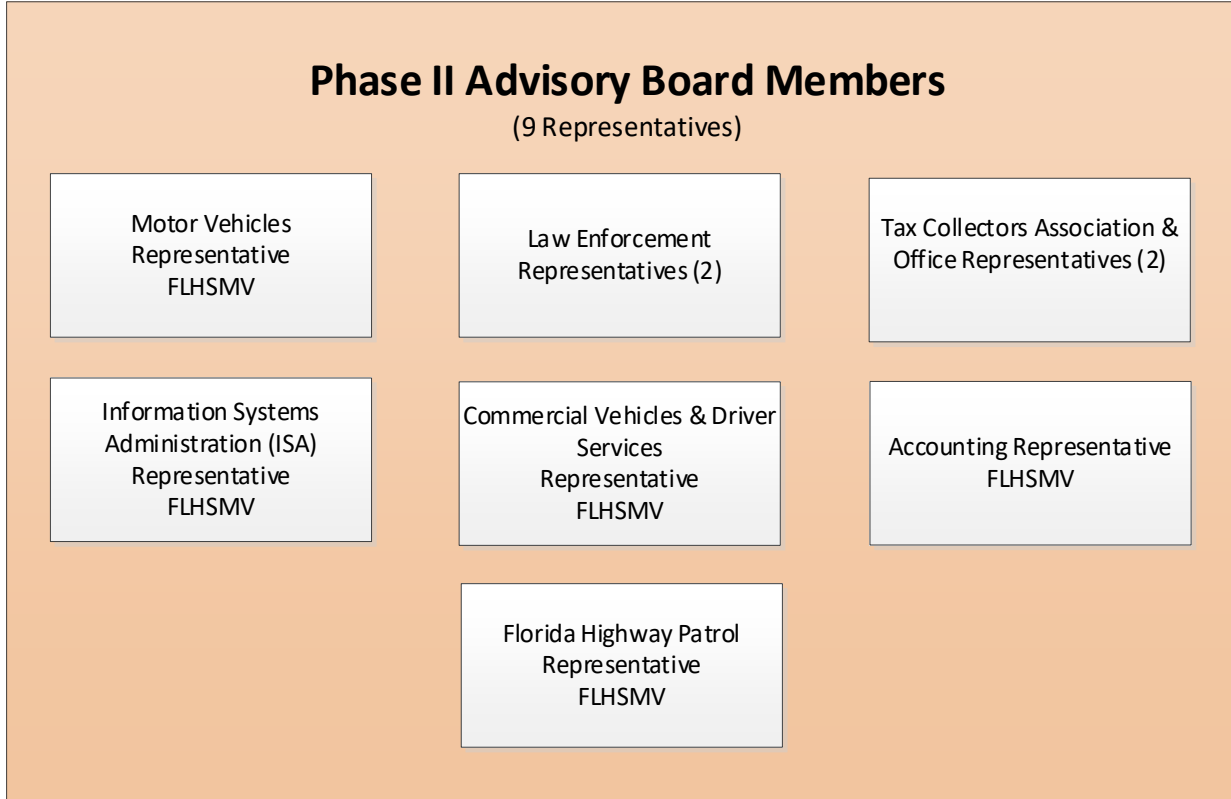 Phase II Advisory Board Members
(9 Representatives)
Motor Vehicles
Representative
FLHSMV
Law Enforcement
Representatives (2)
Tax Collectors Association &
Office Representatives (2)
Information Systems
Administration (ISA)
Representative
FLHSMV
Commercial Vehicles & Driver
Services
Representative
FLHSMV
Accounting Representative
FLHSMV
Florida Highway Patrol
Representative
FLHSMV